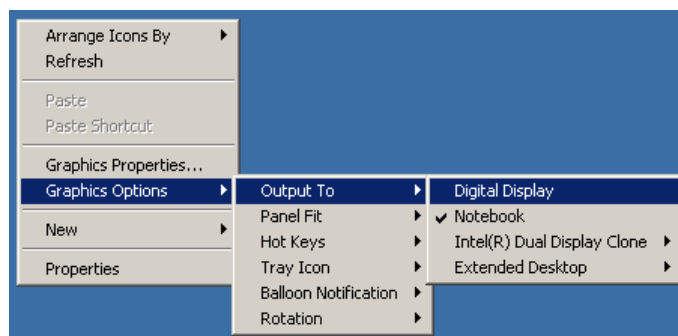 Arrange Icons By
Refresh
Paste
Paste Shortcut
Graphics Properties...
Graphics Options
New
Properties
Output To
Panel Fit
Hot Keys
Tray Icon
Balloon Notification
Rotation
Digital Display
Notebook
Intel(R) Dual Display Clone
Extended Desktop